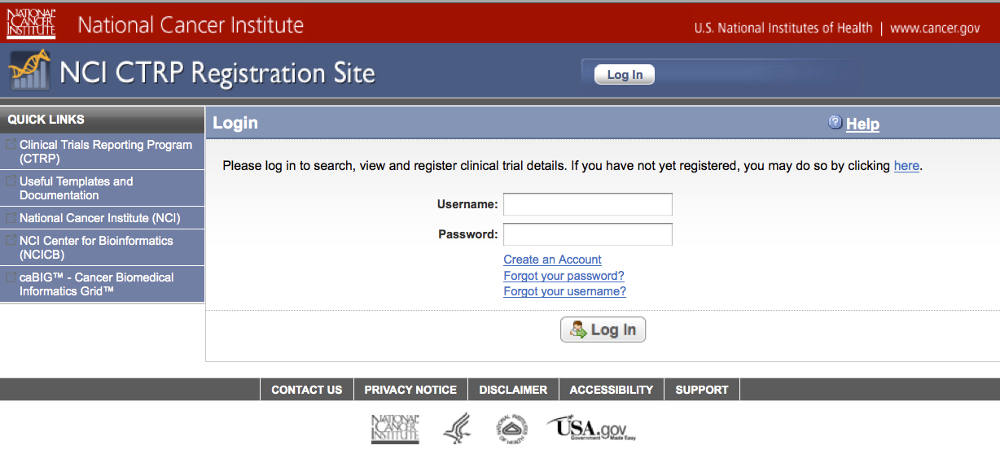 NATIONAL
CANCER
INSTITUTE
National Cancer Institute
U.S. National Institutes of Health | www.cancer.gov
NCI CTRP Registration Site
Log In
QUICK LINKS
Clinical Trials Reporting Program
(CTRP)
Useful Templates and
Documentation
National Cancer Institute (NCI)
NCI Center for Bioinformatics
(NCICB)
caBIG™ - Cancer Biomedical
Informatics Grid™
Login
? Help
Please log in to search, view and register clinical trial details. If you have not yet registered, you may do so by clicking here.
Username:
Password:
Create an Account
Forgot your password?
Forgot your username?
Log In
CONTACT US
PRIVACY NOTICE
DISCLAIMER
ACCESSIBILITY
SUPPORT
NATIONAL
CANCER
INSTITUTE
NATIONAL INSTITUTES
OF HEALTH
USA.gov
Government Made Easy